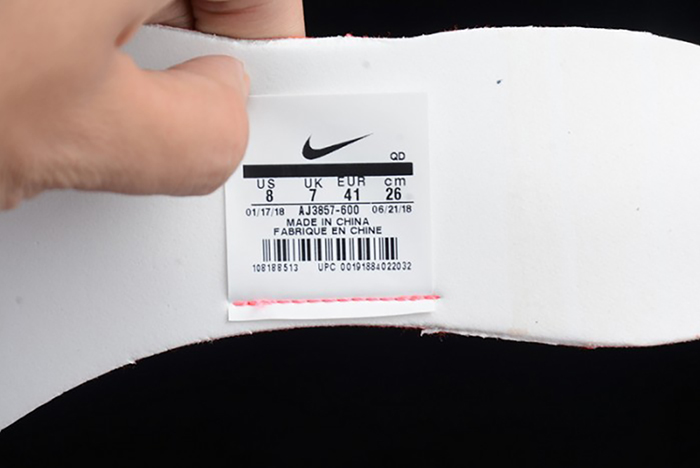 QD
US UK EUR cm
8 7 41 26
01/17/18 AJ3857-600 06/21/18
MADE IN CHINA
FABRIQUE EN CHINE
108188513 UPC 00191884022032